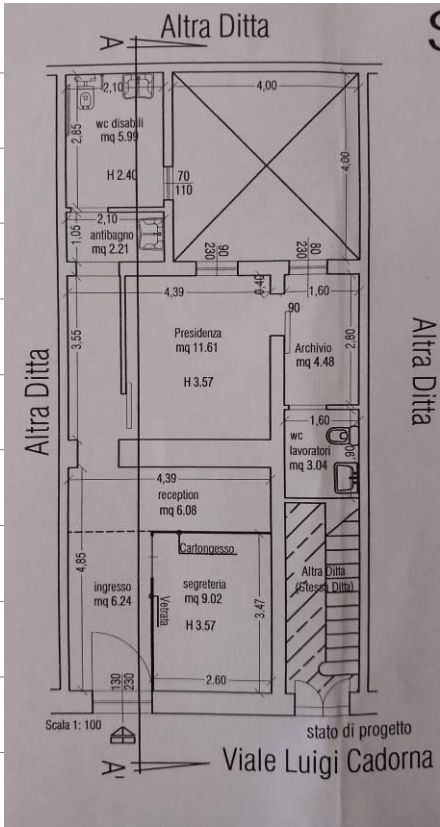 Altra Ditta
S
A
2,10
4,00
wc disabili
mq 5.99
2,85
H 2.40
70
110
4,00
2,10
antibagno
mq 2.21
1,05
90
230
80
230
4,39
0,40
1,60
90
3,55
Presidenza
mq 11.61
H 3.57
Archivio
mq 4.48
2,80
Altra Ditta
Altra Ditta
1,60
wc
lavoratori
mq 3.04
4,39
reception
mq 6.08
Cartongesso
4,85
ingresso
mq 6.24
segreteria
mq 9.02
H 3.57
Vetrata
3,47
Altra Ditta
(Stessa Ditta)
2.60
130
230
Scala 1: 100
stato di progetto
A'
Viale Luigi Cadorna